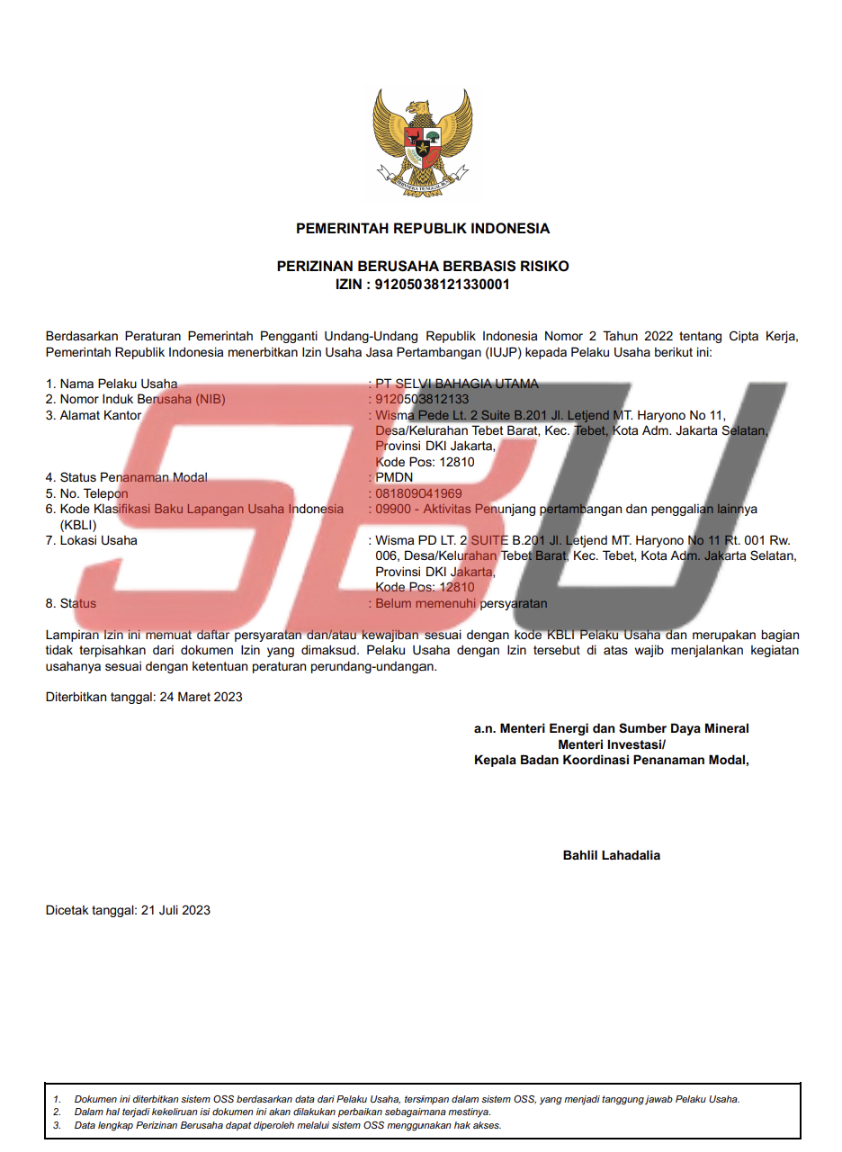 PEMERINTAH REPUBLIK INDONESIA
PERIZINAN BERUSAHA BERBASIS RISIKO
IZIN : 91205038121330001
Berdasarkan Peraturan Pemerintah Pengganti Undang-Undang Republik Indonesia Nomor 2 Tahun 2022 tentang Cipta Kerja,
Pemerintah Republik Indonesia menerbitkan Izin Usaha Jasa Pertambangan (IUJP) kepada Pelaku Usaha berikut ini:
1. Nama Pelaku Usaha : PT SELVI BAHAGIA UTAMA
2. Nomor Induk Berusaha (NIB) : 9120503812133
3. Alamat Kantor : Wisma Pede Lt. 2 Suite B.201 Jl. Letjend MT. Haryono No 11,
Desa/Kelurahan Tebet Barat, Kec. Tebet, Kota Adm. Jakarta Selatan,
Provinsi DKI Jakarta,
Kode Pos: 12810
4. Status Penanaman Modal : PMDN
5. No. Telepon : 081809041969
6. Kode Klasifikasi Baku Lapangan Usaha Indonesia : 09900 - Aktivitas Penunjang pertambangan dan penggalian lainnya
(KBLI)
7. Lokasi Usaha : Wisma PD LT. 2 SUITE B.201 Jl. Letjend MT. Haryono No 11 Rt. 001 Rw.
006, Desa/Kelurahan Tebet Barat, Kec. Tebet, Kota Adm. Jakarta Selatan,
Provinsi DKI Jakarta,
Kode Pos: 12810
8. Status : Belum memenuhi persyaratan
SBU
Lampiran Izin ini memuat daftar persyaratan dan/atau kewajiban sesuai dengan kode KBLI Pelaku Usaha dan merupakan bagian
tidak terpisahkan dari dokumen Izin yang dimaksud. Pelaku Usaha dengan Izin tersebut di atas wajib menjalankan kegiatan
usahanya sesuai dengan ketentuan peraturan perundang-undangan.
Diterbitkan tanggal: 24 Maret 2023
a.n. Menteri Energi dan Sumber Daya Mineral
Menteri Investasi/
Kepala Badan Koordinasi Penanaman Modal,
Bahlil Lahadalia
Dicetak tanggal: 21 Juli 2023
1. Dokumen ini diterbitkan sistem OSS berdasarkan data dari Pelaku Usaha, tersimpan dalam sistem OSS, yang menjadi tanggung jawab Pelaku Usaha.
2. Dalam hal terjadi kekeliruan isi dokumen ini akan dilakukan perbaikan sebagaimana mestinya.
3. Data lengkap Perizinan Berusaha dapat diperoleh melalui sistem OSS menggunakan hak akses.